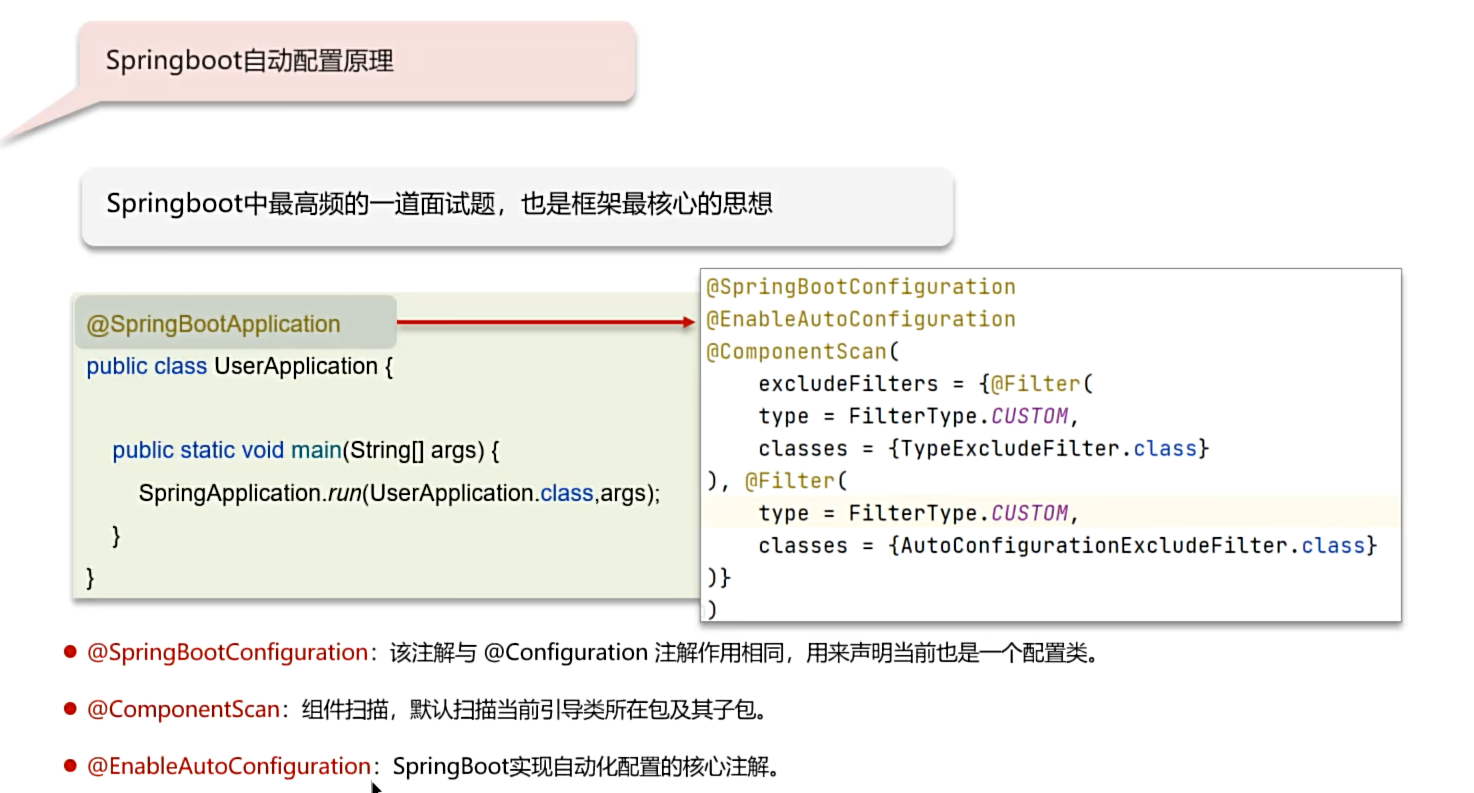 Springboot自动配置原理
Springboot中最高频的一道面试题，也是框架最核心的思想
@SpringBootApplication
public class UserApplication {
public static void main(String[] args) {
SpringApplication.run(UserApplication.class,args);
}
}
@SpringBootConfiguration
@EnableAutoConfiguration
@ComponentScan(
excludeFilters = {@Filter(
type = FilterType.CUSTOM,
classes = {TypeExcludeFilter.class}
), @Filter(
type = FilterType.CUSTOM,
classes = {AutoConfigurationExcludeFilter.class}
)}
)
@SpringBootConfiguration：该注解与 @Configuration 注解作用相同，用来声明当前也是一个配置类。
@ComponentScan：组件扫描，默认扫描当前引导类所在包及其子包。
@EnableAutoConfiguration：SpringBoot实现自动化配置的核心注解。